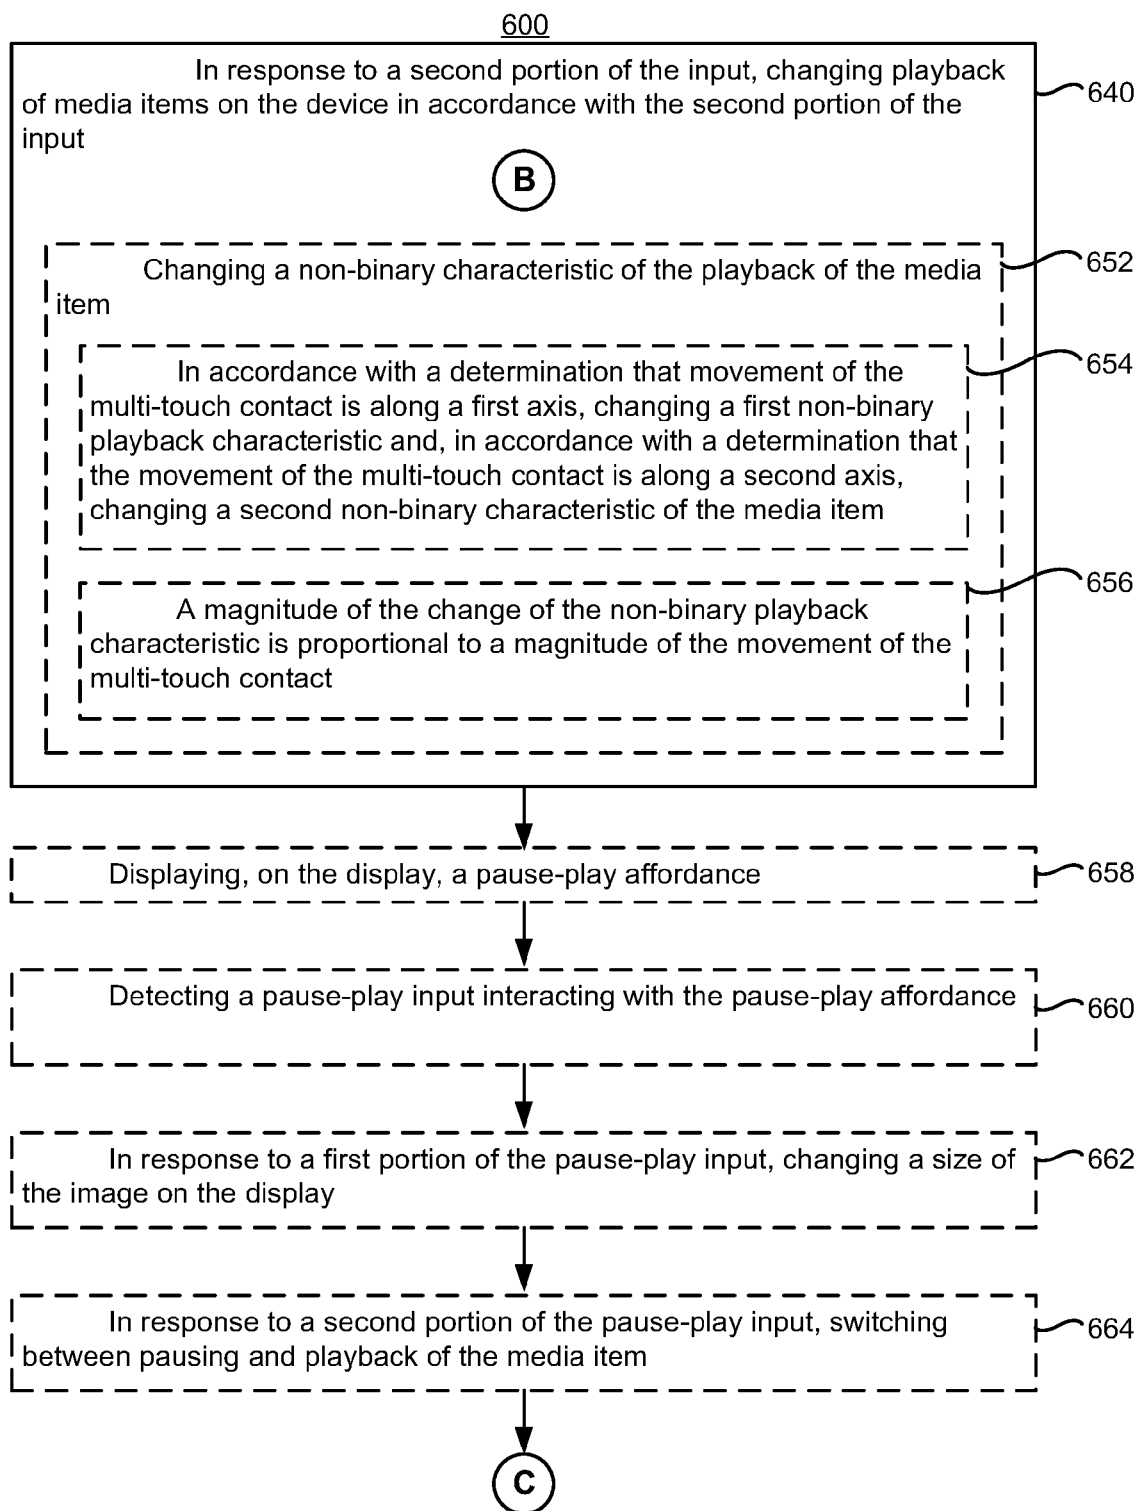 600
In response to a second portion of the input, changing playback
of media items on the device in accordance with the second portion of the
input
640
B
Changing a non-binary characteristic of the playback of the media
item
652
In accordance with a determination that movement of the
multi-touch contact is along a first axis, changing a first non-binary
playback characteristic and, in accordance with a determination that
the movement of the multi-touch contact is along a second axis,
changing a second non-binary characteristic of the media item
654
A magnitude of the change of the non-binary playback
characteristic is proportional to a magnitude of the movement of the
multi-touch contact
656
Displaying, on the display, a pause-play affordance
658
Detecting a pause-play input interacting with the pause-play affordance
660
In response to a first portion of the pause-play input, changing a size of
the image on the display
662
In response to a second portion of the pause-play input, switching
between pausing and playback of the media item
664
C